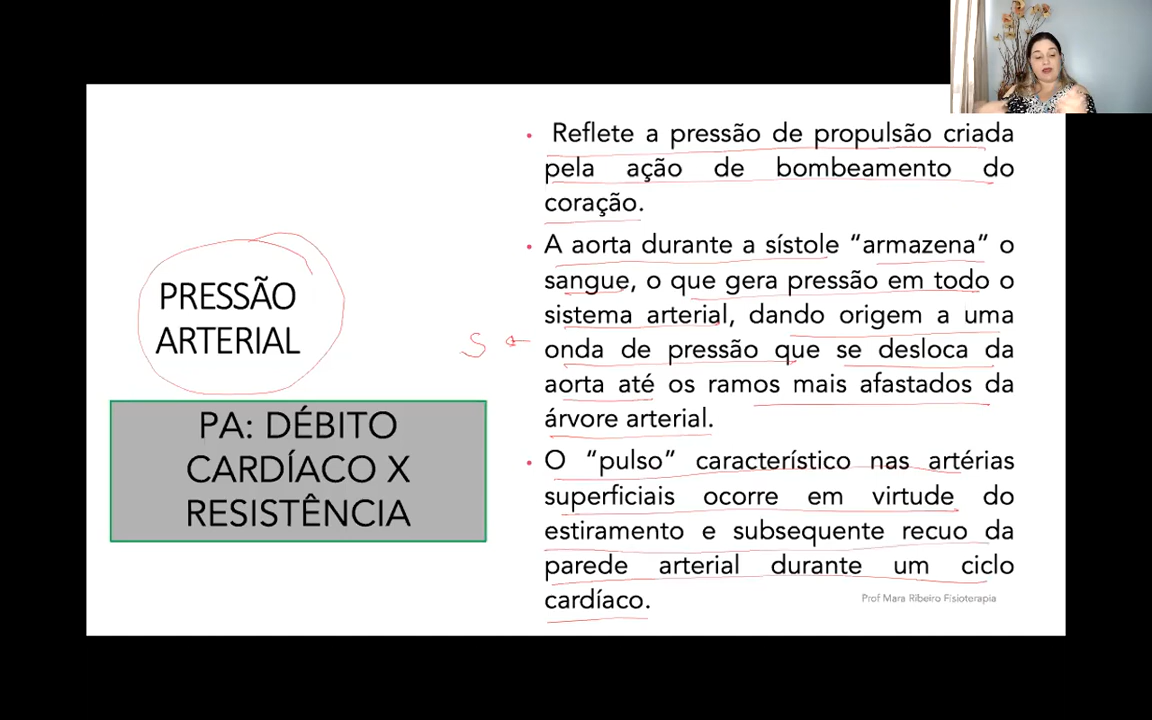 PRESSÃO
ARTERIAL
PA: DÉBITO
CARDÍACO X
RESISTÊNCIA
• Reflete a pressão de propulsão criada
pela ação de bombeamento do
coração.
• A aorta durante a sístole “armazena” o
sangue, o que gera pressão em todo o
sistema arterial, dando origem a uma
onda de pressão que se desloca da
aorta até os ramos mais afastados da
árvore arterial.
• O “pulso” característico nas artérias
superficiais ocorre em virtude do
estiramento e subsequente recuo da
parede arterial durante um ciclo
cardíaco.
S
Prof Mara Ribeiro Fisioterapia